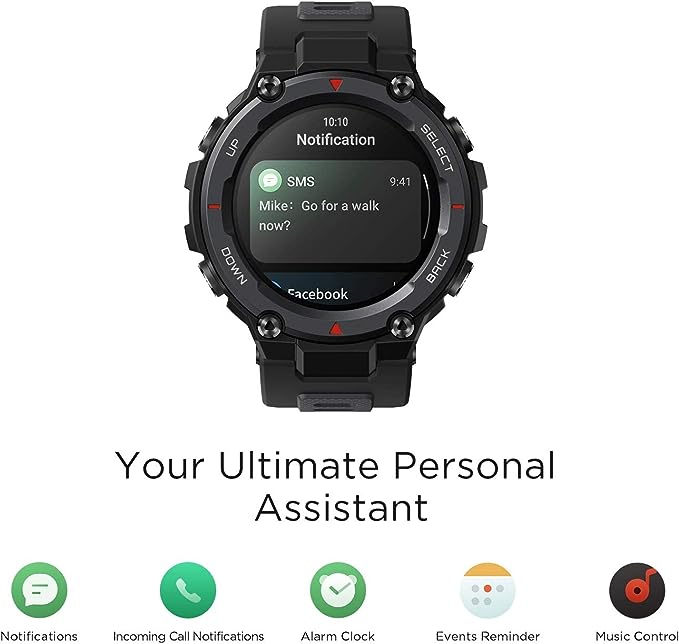 10:10
Notification
UP
SELECT
SMS 9:41
Mike: Go for a walk
now?
DOWN
BACK
Facebook
Your Ultimate Personal
Assistant
Notifications
Incoming Call Notifications
Alarm Clock
Events Reminder
Music Control